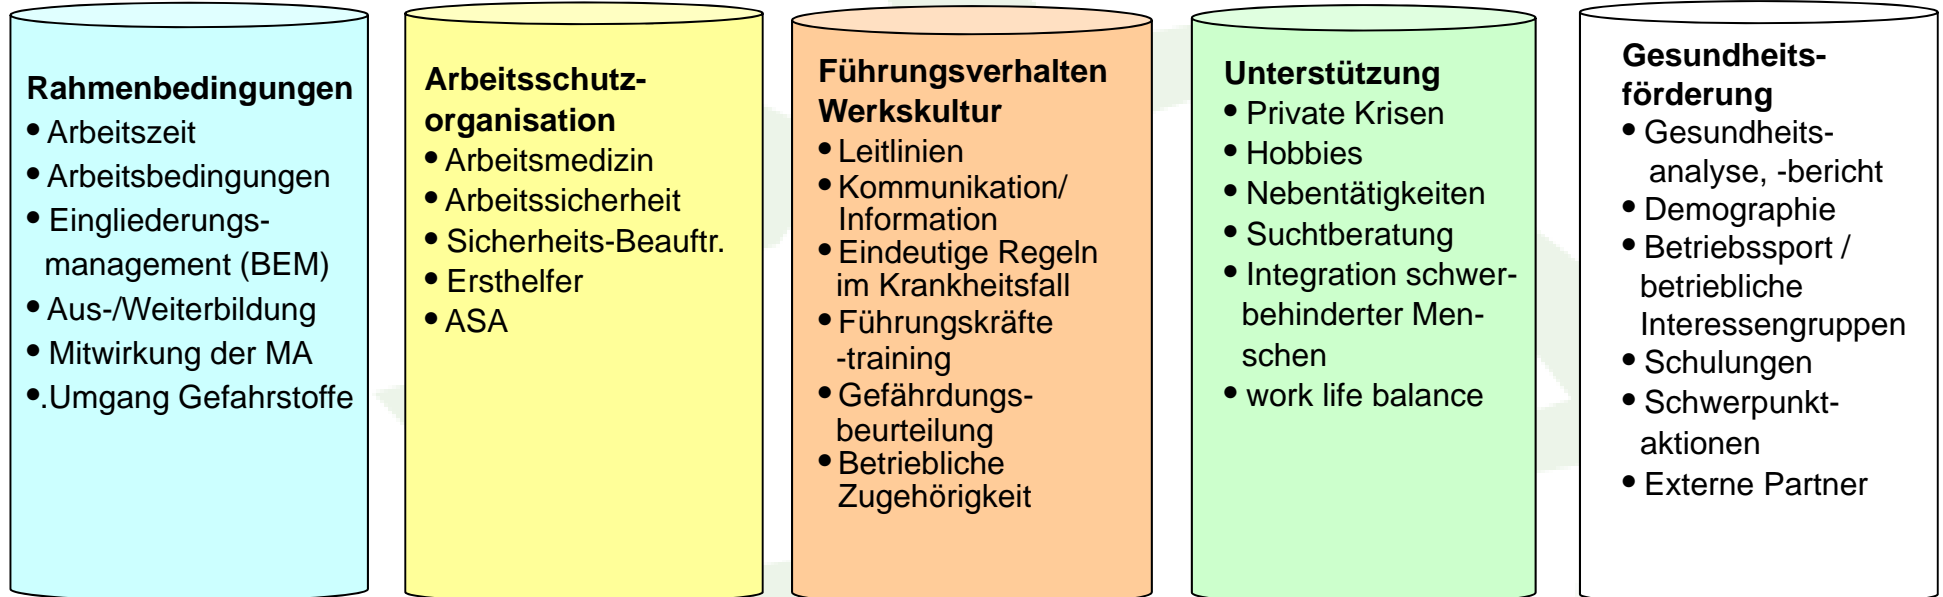 Rahmenbedingungen
• Arbeitszeit
• Arbeitsbedingungen
• Eingliederungs-
management (BEM)
• Aus-/Weiterbildung
• Mitwirkung der MA
•.Umgang Gefahrstoffe
Arbeitsschutz-
organisation
• Arbeitsmedizin
• Arbeitssicherheit
• Sicherheits-Beauftr.
• Ersthelfer
• ASA
Führungsverhalten
Werkskultur
• Leitlinien
• Kommunikation/
Information
• Eindeutige Regeln
im Krankheitsfall
• Führungskräfte
-training
• Gefährdungs-
beurteilung
• Betriebliche
Zugehörigkeit
Unterstützung
• Private Krisen
• Hobbies
• Nebentätigkeiten
• Suchtberatung
• Integration schwer-
behinderter Men-
schen
• work life balance
Gesundheits-
förderung
• Gesundheits-
analyse, -bericht
• Demographie
• Betriebssport /
betriebliche
Interessengruppen
• Schulungen
• Schwerpunkt-
aktionen
• Externe Partner